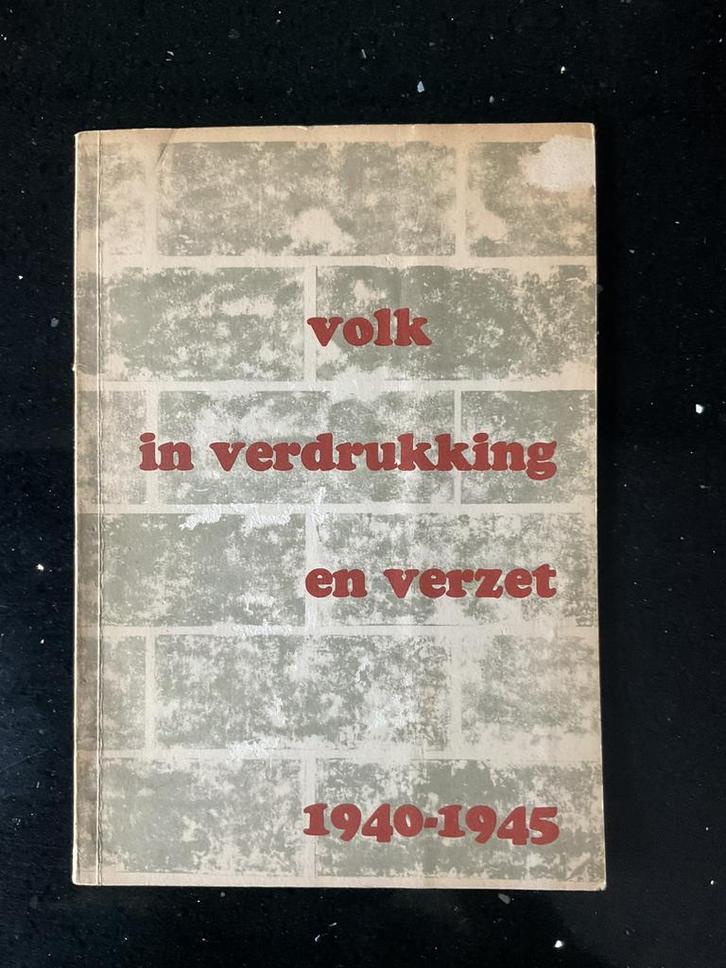 volk
in verdrukking
en verzet
1940-1945